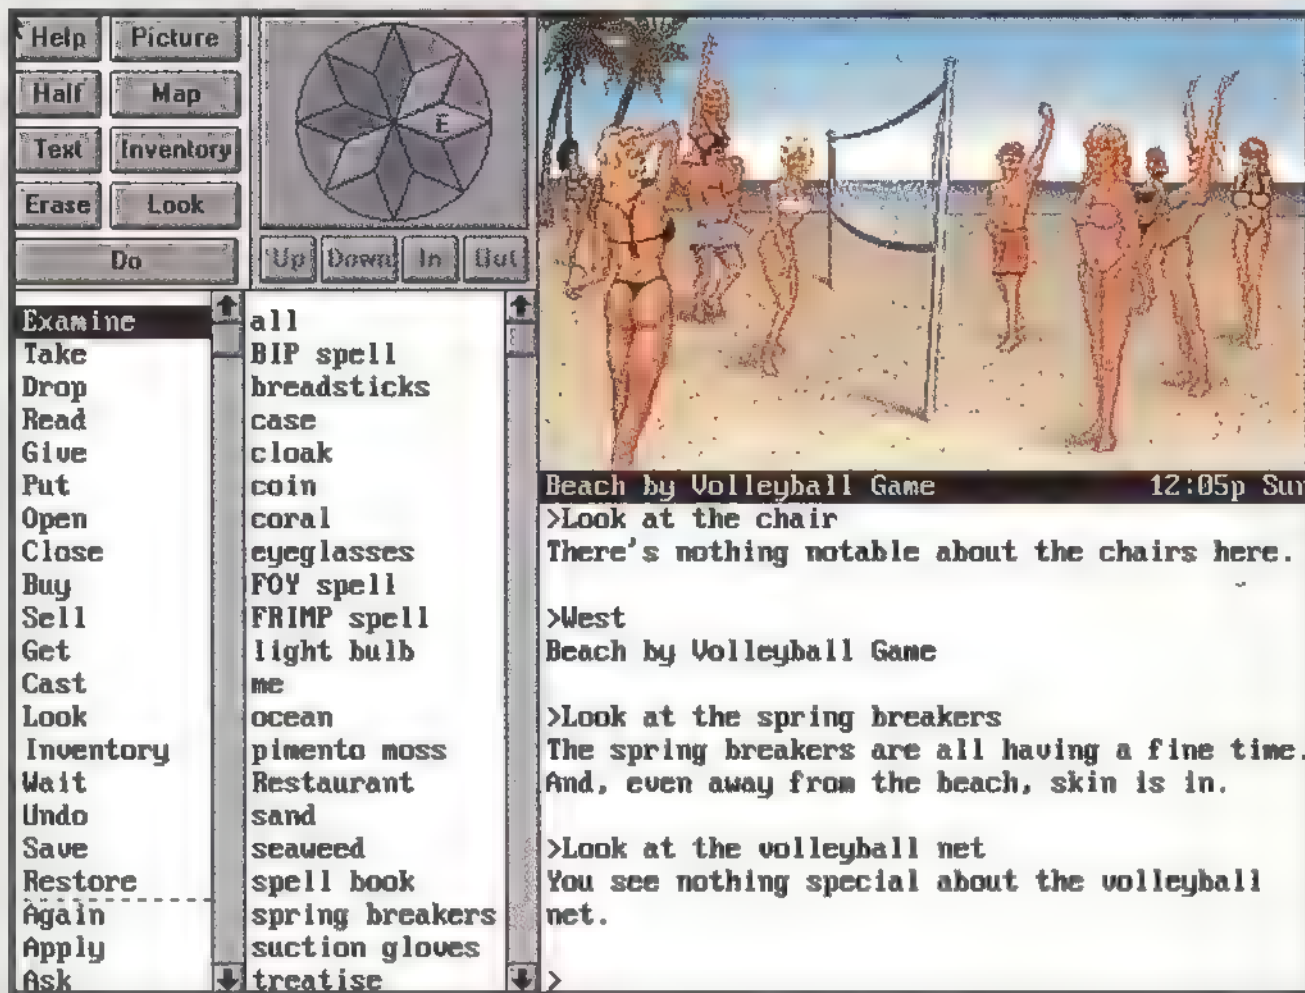 Help Picture
Half Map
Text Inventory
Erase Look
Do
E
Up Down In Out
Examine
Take
Drop
Read
Give
Put
Open
Close
Buy
Sell
Get
Cast
Look
Inventory
Wait
Undo
Save
Restore
Again
Apply
Ask
all
BIP spell
breadsticks
case
cloak
coin
coral
eyeglasses
FOY spell
FRIMP spell
light bulb
me
ocean
pimento moss
Restaurant
sand
seaweed
spell book
spring breakers
suction gloves
treatise
Beach by Volleyball Game 12:05p Sun
>Look at the chair
There's nothing notable about the chairs here.
>West
Beach by Volleyball Game
>Look at the spring breakers
The spring breakers are all having a fine time.
And, even away from the beach, skin is in.
>Look at the volleyball net
You see nothing special about the volleyball
net.
>